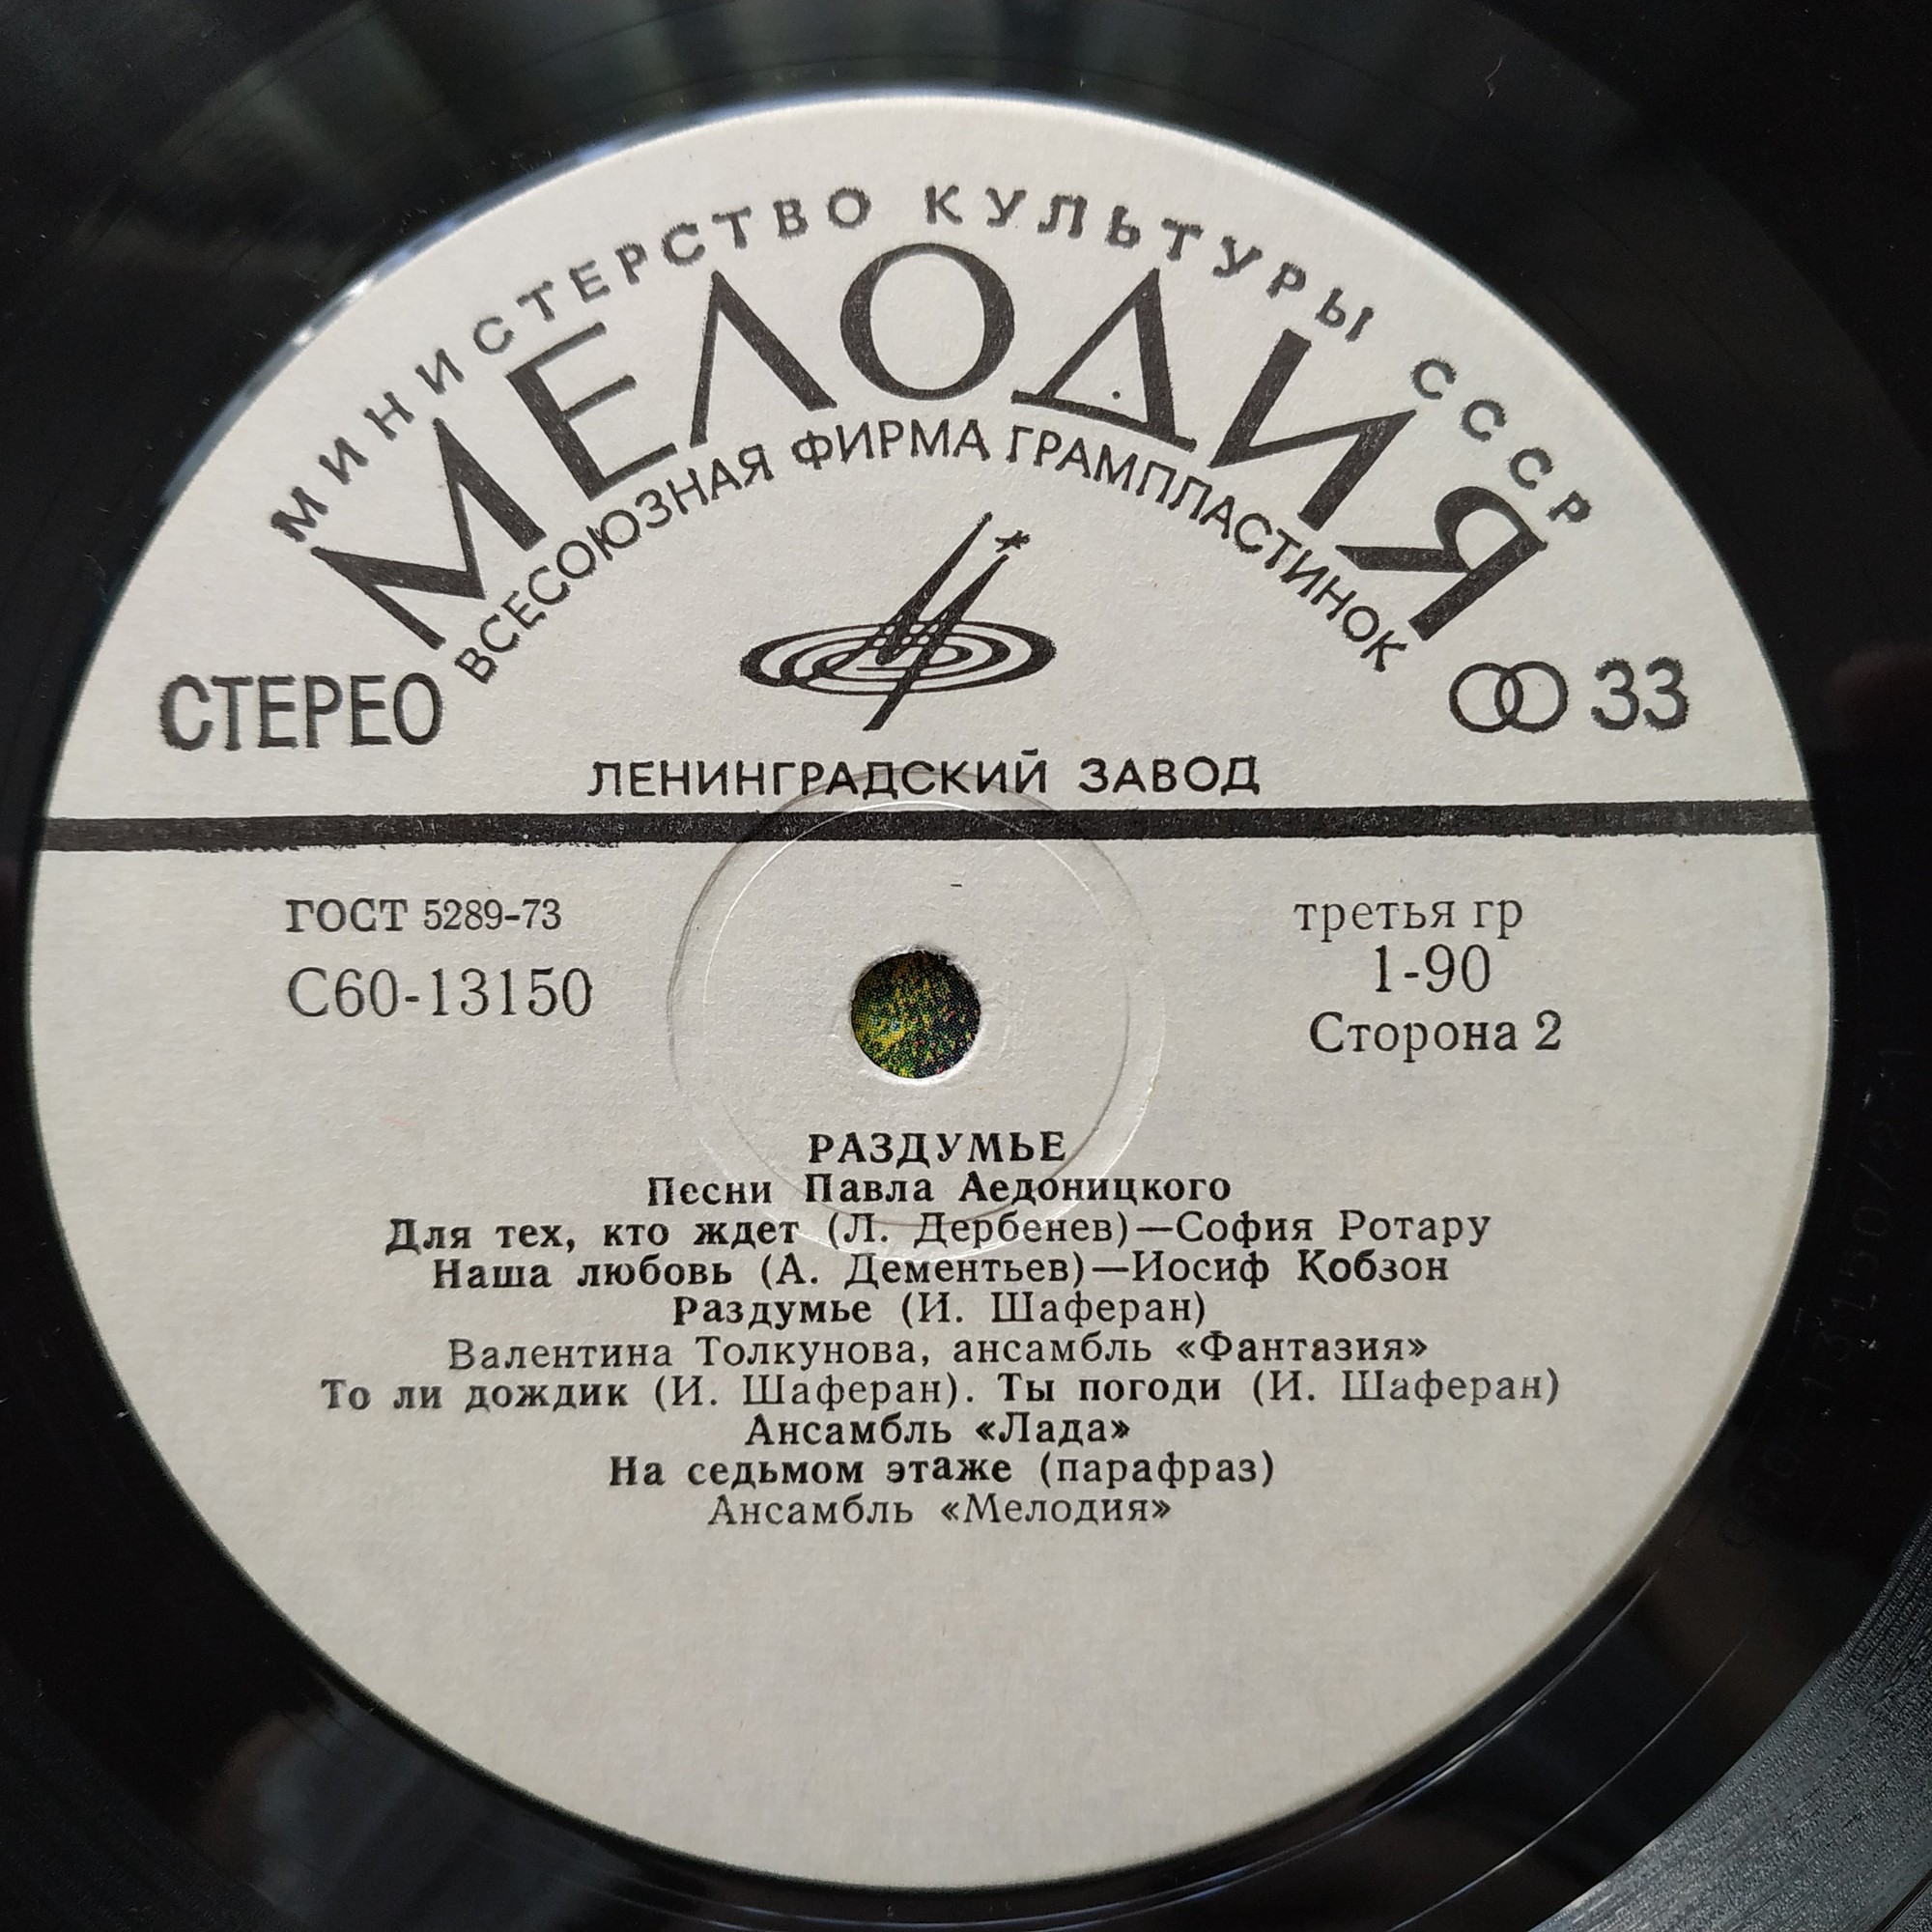 МИНИСТЕРСТВО КУЛЬТУРЫ СССР
МЕЛОДИЯ
ВСЕСОЮЗНАЯ ФИРМА ГРАМПЛАСТИНОК
СТЕРЕО
33
ЛЕНИНГРАДСКИЙ ЗАВОД
ГОСТ 5289-73
С60-13150
третья гр
1-90
Сторона 2
РАЗДУМЬЕ
Песни Павла Аедоницкого
Для тех, кто ждет (Л. Дербенев)—София Ротару
Наша любовь (А. Дементьев)—Иосиф Кобзон
Раздумье (И. Шаферан)
Валентина Толкунова, ансамбль «Фантазия»
То ли дождик (И. Шаферан). Ты погоди (И. Шаферан)
Ансамбль «Лада»
На седьмом этаже (парафраз)
Ансамбль «Мелодия»